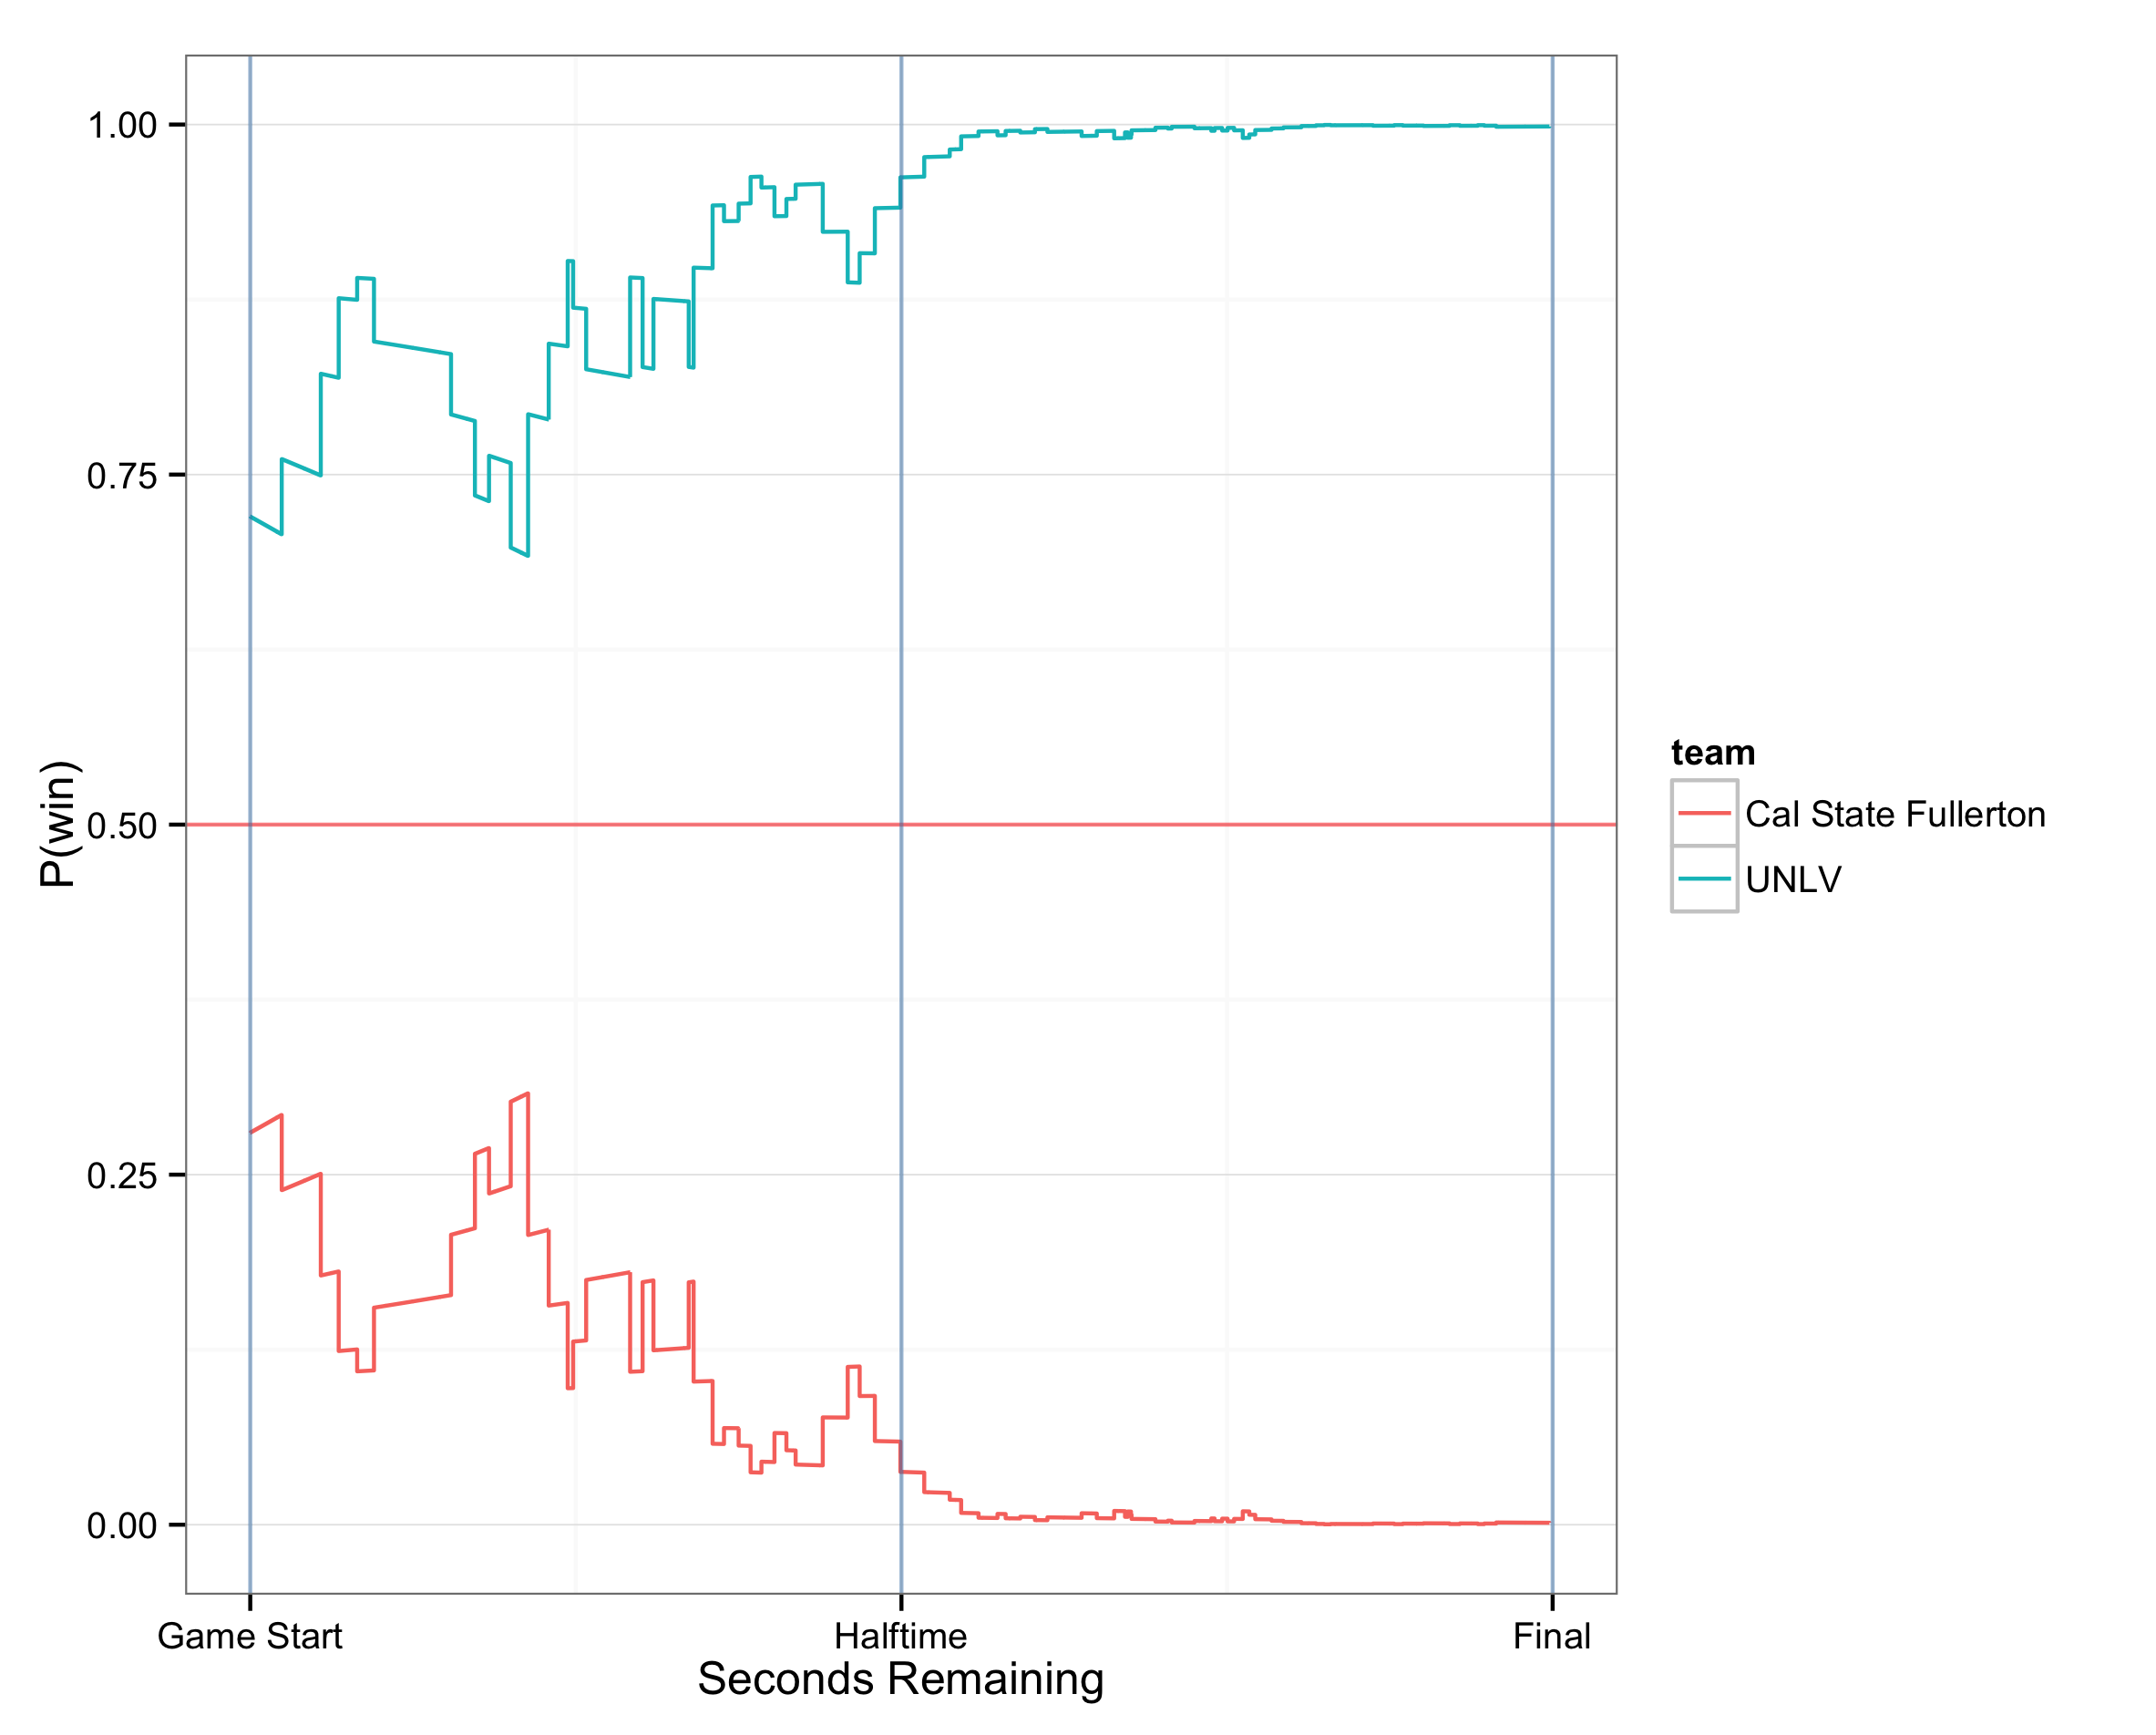 1.00
0.75
0.50
0.25
0.00
P(win)
Game Start
Halftime
Final
Seconds Remaining
team
Cal State Fullerton
UNLV